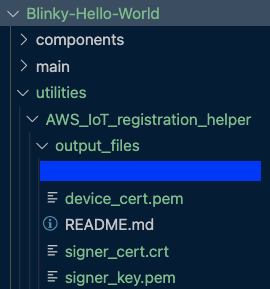 Blinky-Hello-World
components
main
utilities
AWS_IoT_registration_helper
output_files
device_cert.pem
README.md
signer_cert.crt
signer_key.pem